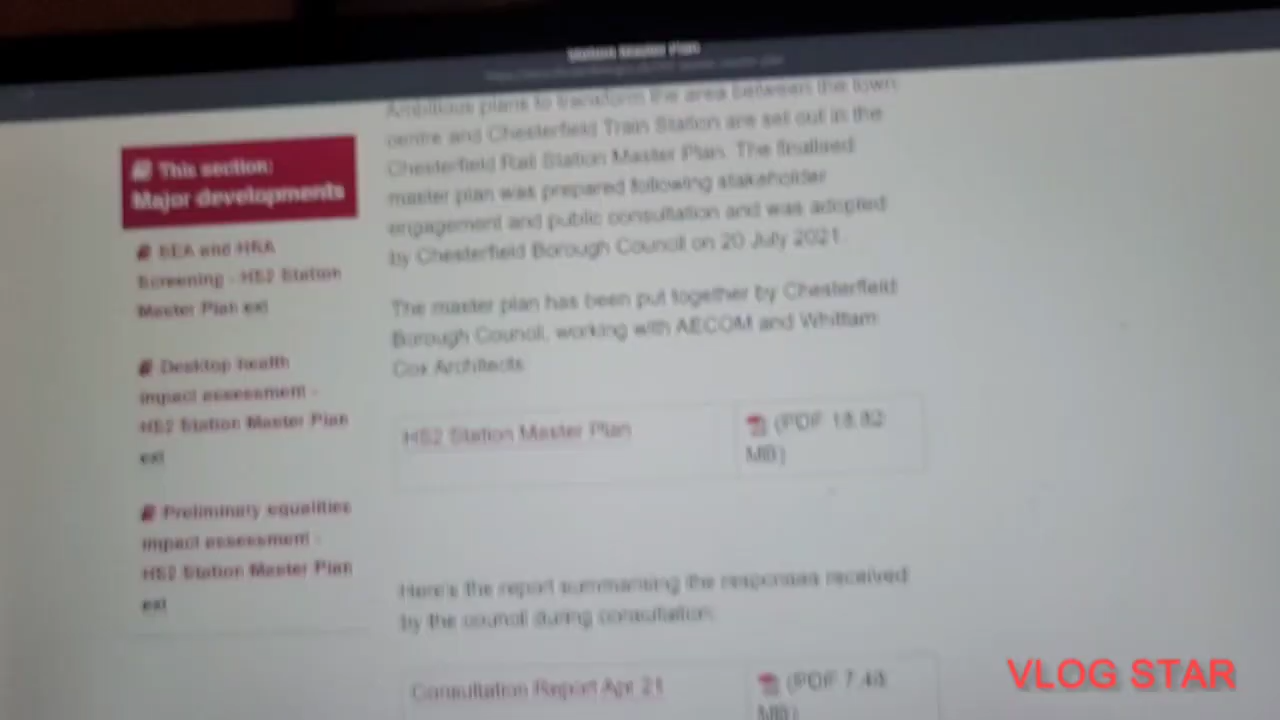 Station Master Plan
This section:
Major developments
SEA and HRA
Screening - HS2 Station
Master Plan ext
Desktop health
impact assessment -
HS2 Station Master Plan
ext
Preliminary equalities
impact assessment -
HS2 Station Master Plan
ext
Ambitious plans to transform the area between the town
centre and Chesterfield Train Station are set out in the
Chesterfield Rail Station Master Plan. The finalised
master plan was prepared following stakeholder
engagement and public consultation and was adopted
by Chesterfield Borough Council on 20 July 2021.
The master plan has been put together by Chesterfield
Borough Council, working with AECOM and Whittam
Cox Architects.
HS2 Station Master Plan
(PDF 18.82
MB)
Here's the report summarising the responses received
by the council during consultation:
Consultation Report Apr 21
(PDF 7.48
MB)
VLOG STAR